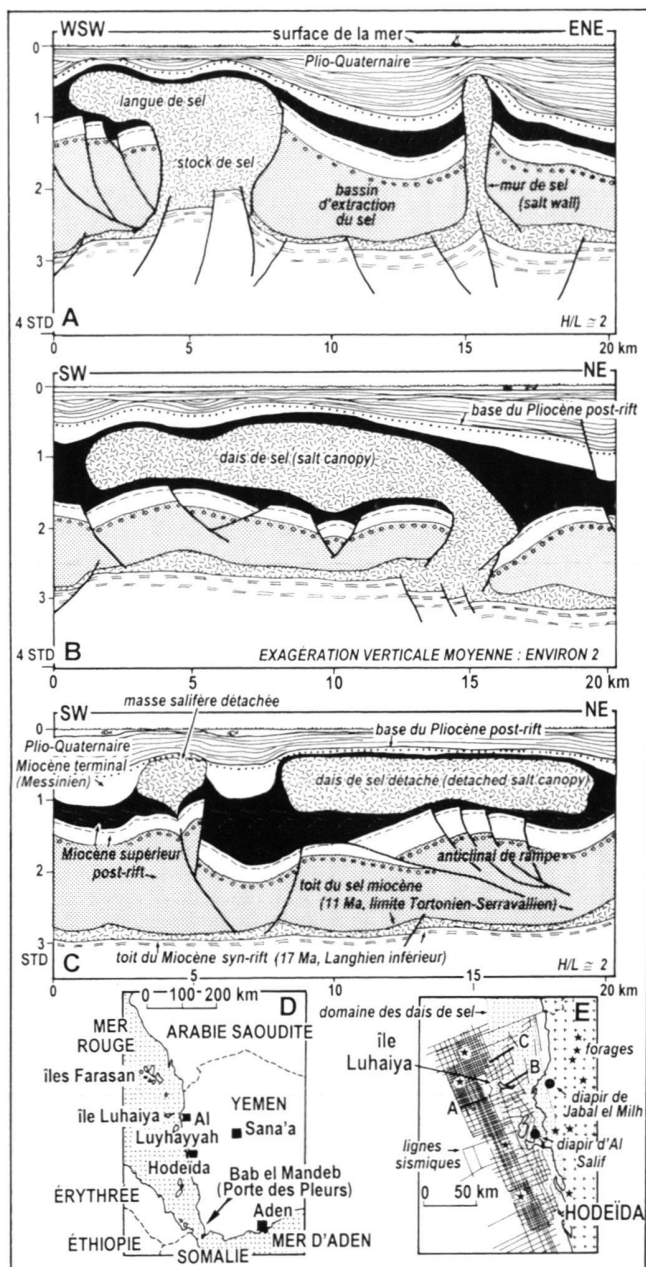 WSW
surface de la mer
ENE
0
Plio-Quaternaire
langue de sel
1
stock de sel
2
bassin
d'extraction
du sel
mur de sel
(salt wall)
3
4 STD
A
H/L ≅ 2
0
5
10
15
20 km
SW
NE
0
base du Pliocène post-rift
dais de sel (salt canopy)
1
2
3
4 STD
B
EXAGÉRATION VERTICALE MOYENNE : ENVIRON 2
0
5
10
15
20 km
masse salifère détachée
SW
NE
0
base du Pliocène post-rift
Plio-Quaternaire
Miocène terminal
(Messinien)
dais de sel détaché (detached salt canopy)
1
Miocène supérieur
post-rift
anticlinal de rampe
2
toit du sel miocène
(11 Ma, limite Tortonien-Serravallien)
3
STD
C
toit du Miocène syn-rift (17 Ma, Langhien inférieur)
H/L ≅ 2
0
5
10
15
20 km
0 100 200 km
D
MER
ROUGE
ARABIE SAOUDITE
îles Farasan
YEMEN
île Luhaiya
Al
Luyhayyah
Sana'a
Hodeïda
Bab el Mandeb
(Porte des Pleurs)
ÉRYTHRÉE
Aden
ÉTHIOPIE
SOMALIE
MER D'ADEN
domaine des dais de sel
E
île
Luhaiya
C
forages
B
A
diapir de
Jabal el Milh
diapir d'Al
Salif
lignes
sismiques
0 50 km
HODEÏDA